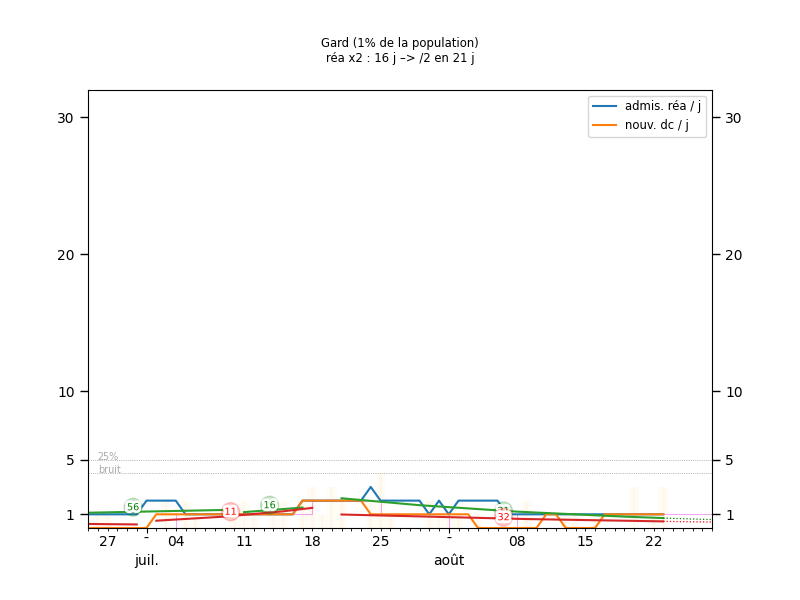 Gard (1% de la population)
réa x2 : 16 j –> /2 en 21 j
admis. réa / j
nouv. dc / j
30 30
20 20
10 10
5 5
1 1
25%
bruit
56
11
16
32
27 - 04 11 18 25 - 08 15 22
juil. août